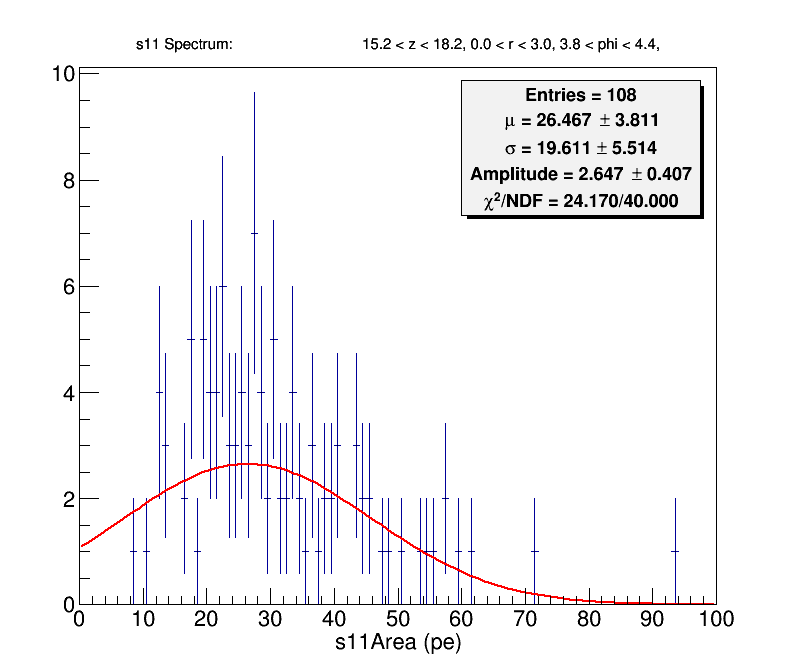 s11 Spectrum: 15.2 < z < 18.2, 0.0 < r < 3.0, 3.8 < phi < 4.4,
Entries = 108
μ = 26.467 ± 3.811
σ = 19.611 ± 5.514
Amplitude = 2.647 ± 0.407
χ²/NDF = 24.170/40.000
10
8
6
4
2
0
0 10 20 30 40 50 60 70 80 90 100
s11Area (pe)